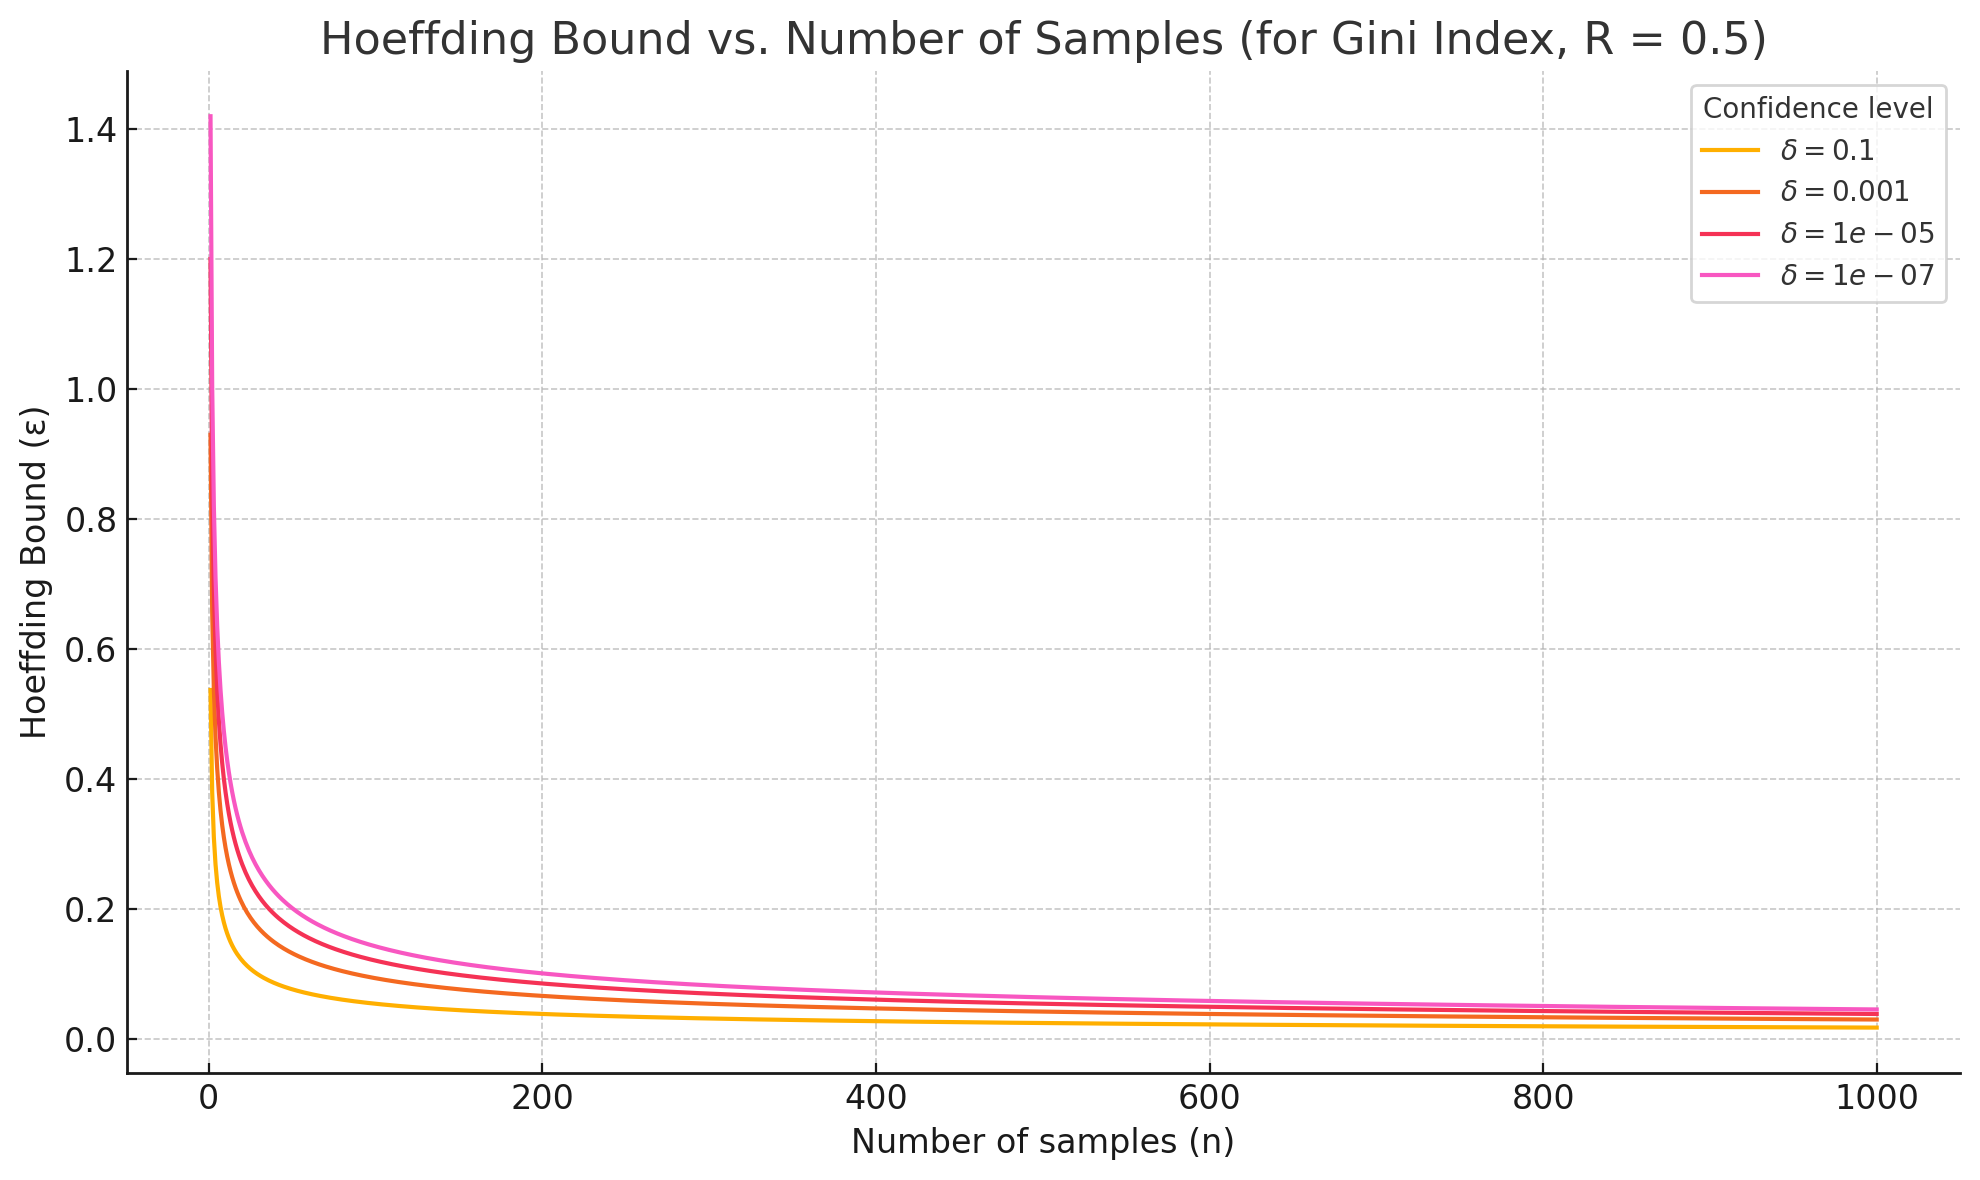 Hoeffding Bound vs. Number of Samples (for Gini Index, R = 0.5)
Confidence level
δ = 0.1
δ = 0.001
δ = 1e − 05
δ = 1e − 07
Hoeffding Bound (ε)
1.4
1.2
1.0
0.8
0.6
0.4
0.2
0.0
0 200 400 600 800 1000
Number of samples (n)